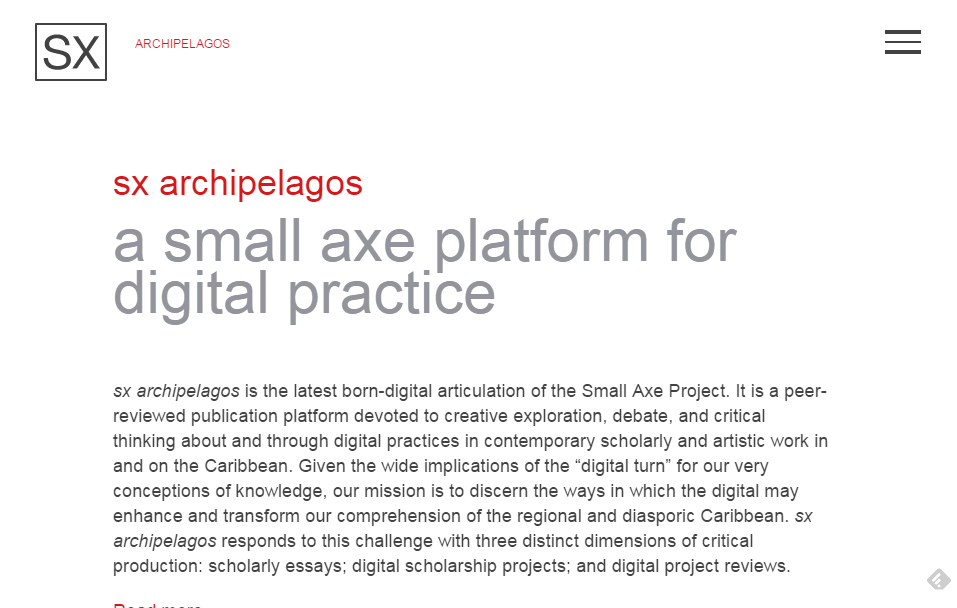 SX
ARCHIPELAGOS
sx archipelagos
a small axe platform for
digital practice
sx archipelagos is the latest born-digital articulation of the Small Axe Project. It is a peer-
reviewed publication platform devoted to creative exploration, debate, and critical
thinking about and through digital practices in contemporary scholarly and artistic work in
and on the Caribbean. Given the wide implications of the “digital turn” for our very
conceptions of knowledge, our mission is to discern the ways in which the digital may
enhance and transform our comprehension of the regional and diasporic Caribbean. sx
archipelagos responds to this challenge with three distinct dimensions of critical
production: scholarly essays; digital scholarship projects; and digital project reviews.
Read more